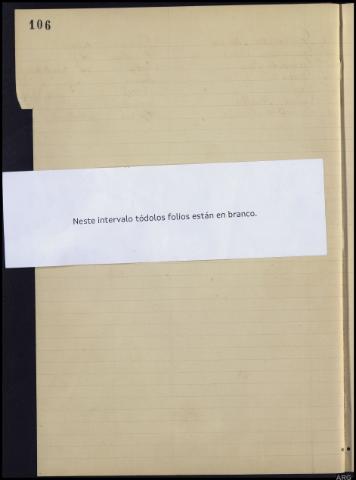 106
Neste intervalo tódolos folios están en branco.
ARG